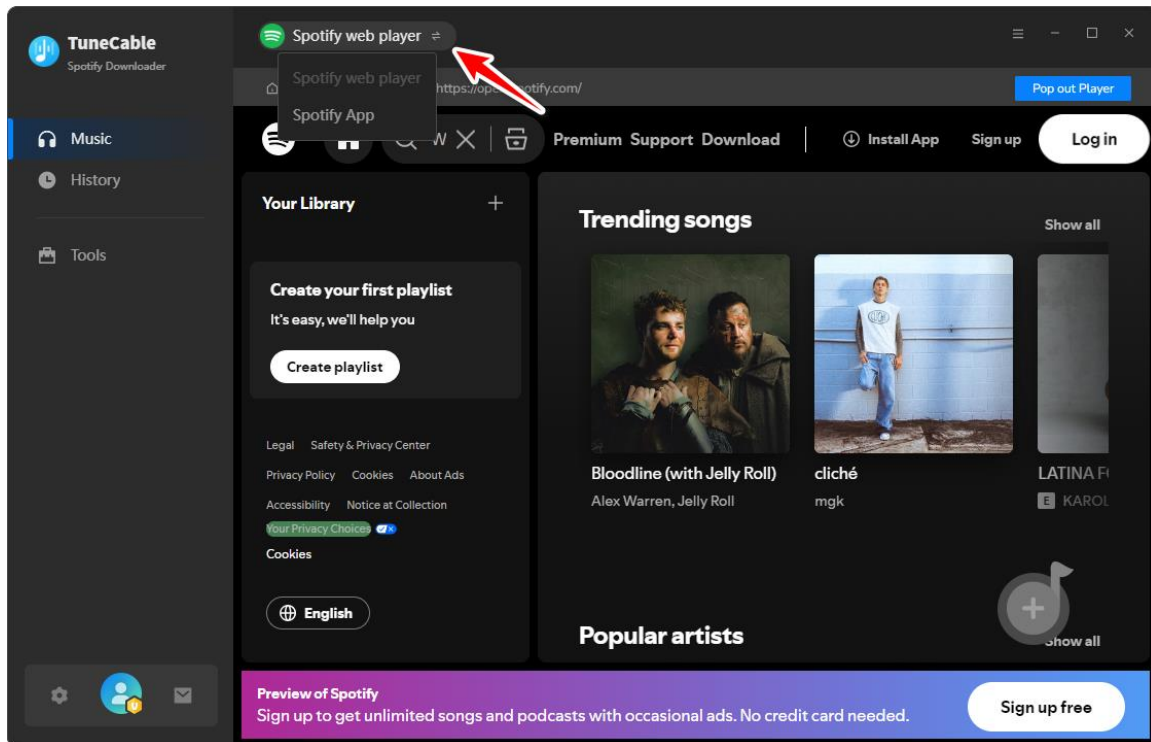 TuneCable
Spotify Downloader
Music
History
Tools
Spotify web player
Spotify web player
Spotify App
https://open.spotify.com/
Pop out Player
W
Premium Support Download
Install App
Sign up
Log in
Your Library
Create your first playlist
It's easy, we'll help you
Create playlist
Legal Safety & Privacy Center
Privacy Policy Cookies About Ads
Accessibility Notice at Collection
Your Privacy Choices
Cookies
English
Trending songs
Show all
Bloodline (with Jelly Roll)
Alex Warren, Jelly Roll
cliché
mgk
LATINA
E KAROL
Popular artists
Show all
Preview of Spotify
Sign up to get unlimited songs and podcasts with occasional ads. No credit card needed.
Sign up free